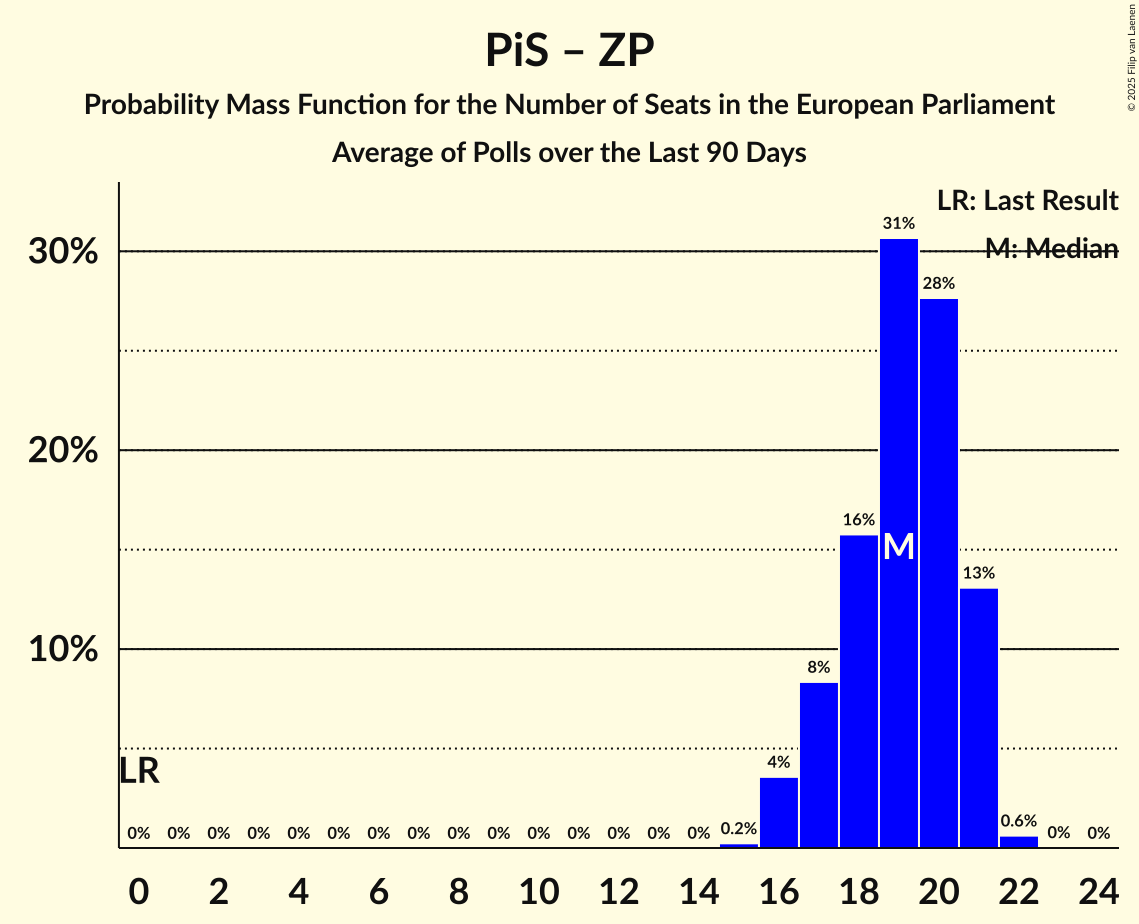 © 2025 Filip van Laenen
PiS – ZP
Probability Mass Function for the Number of Seats in the European Parliament
Average of Polls over the Last 90 Days
LR: Last Result
M: Median
30%
20%
10%
31%
28%
16%
M
13%
8%
4%
LR
0% 0% 0% 0% 0% 0% 0% 0% 0% 0% 0% 0% 0% 0% 0% 0.2% 0.6% 0% 0%
0 2 4 6 8 10 12 14 16 18 20 22 24